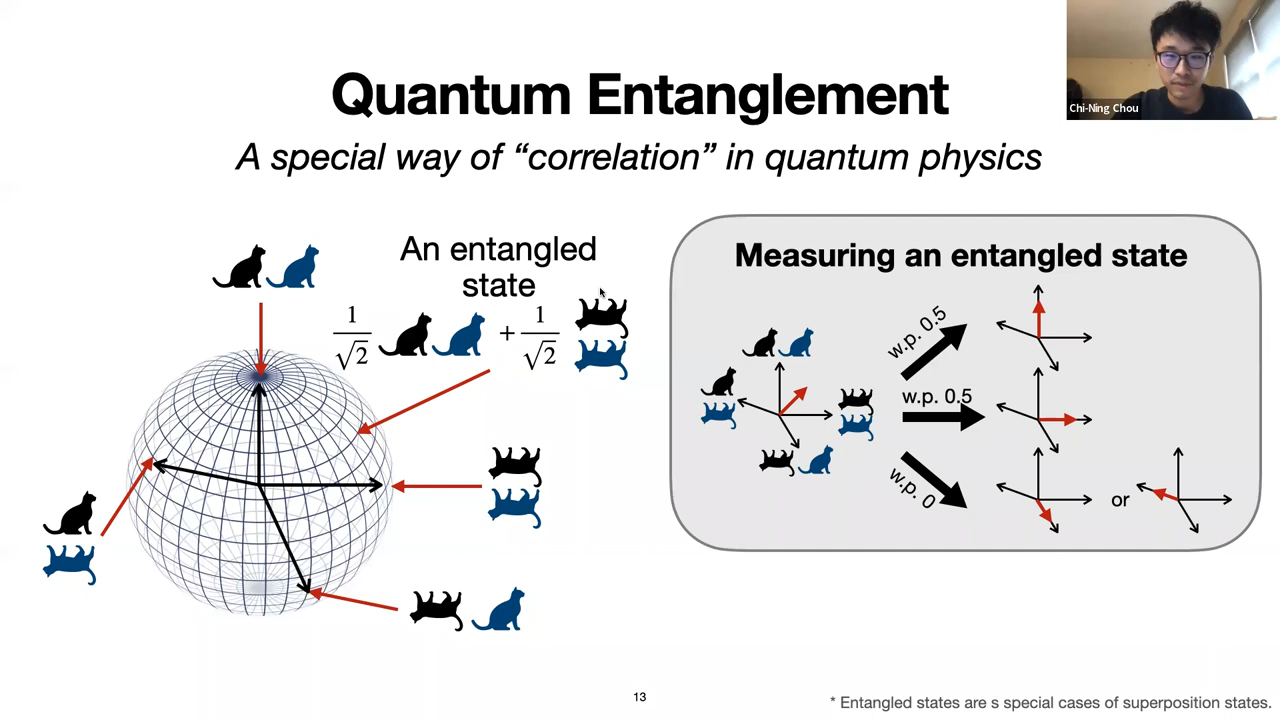 Chi-Ning Chou
Quantum Entanglement
A special way of “correlation” in quantum physics
An entangled
state
1/√2 + 1/√2
Measuring an entangled state
w.p. 0.5
w.p. 0.5
w.p. 0
or
13
* Entangled states are s special cases of superposition states.